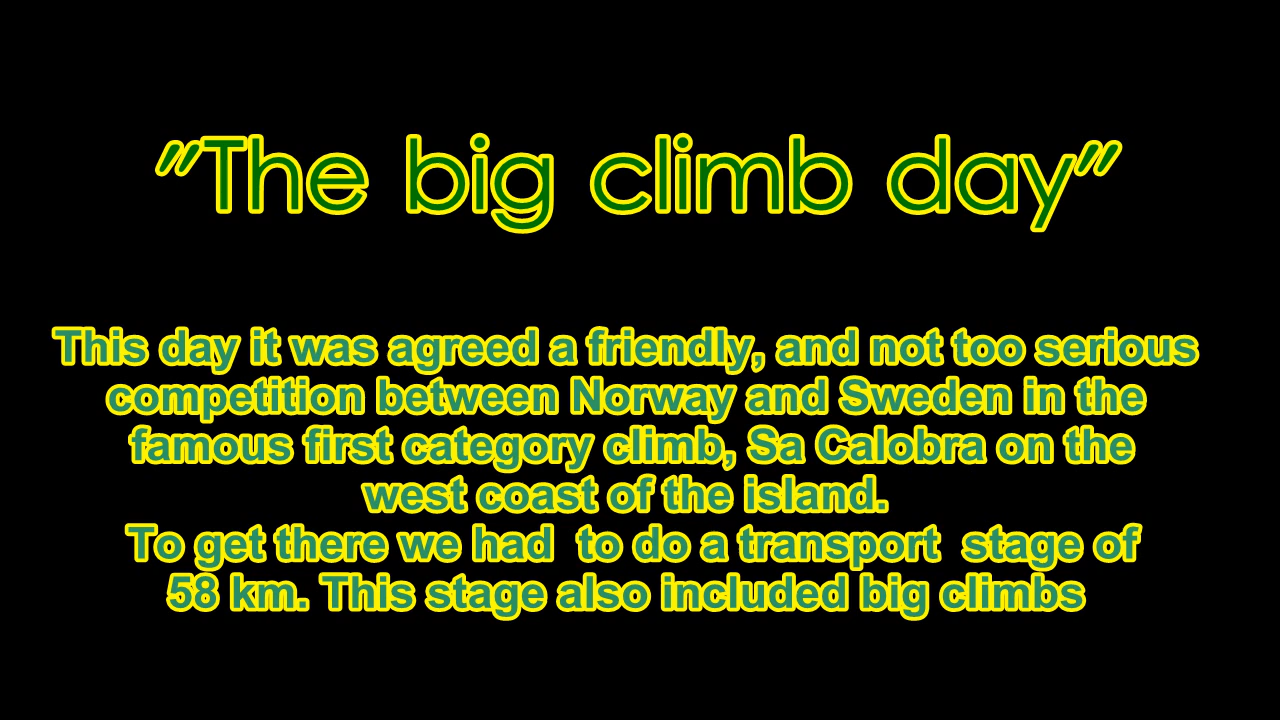 "The big climb day"
This day it was agreed a friendly, and not too serious
competition between Norway and Sweden in the
famous first category climb, Sa Calobra on the
west coast of the island.
To get there we had  to do a transport  stage of
58 km. This stage also included big climbs